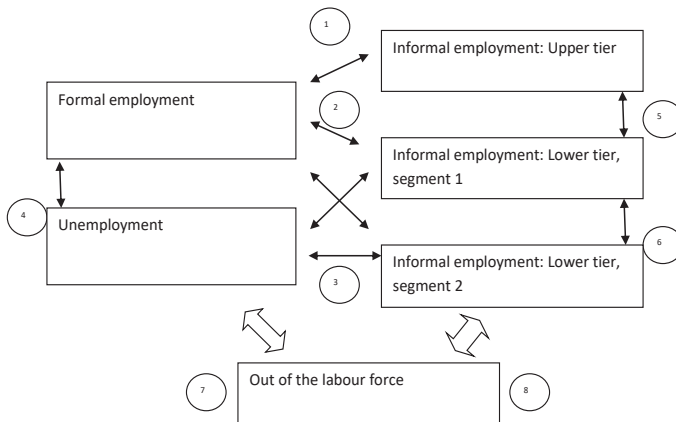 1
Informal employment: Upper tier
Formal employment
2
5
Informal employment: Lower tier,
segment 1
4
Unemployment
6
Informal employment: Lower tier,
segment 2
3
Out of the labour force
7
8